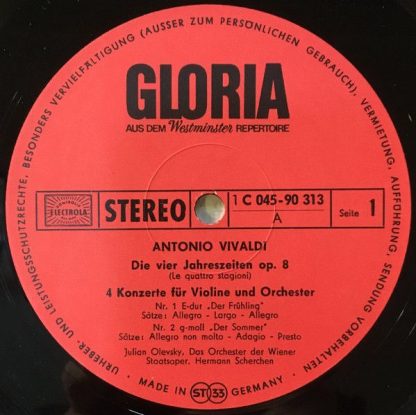 URHEBER- UND LEISTUNGSSCHUTZRECHTE, BESONDERS VERVIELFÄLTIGUNG (AUSSER ZUM PERSÖNLICHEN GEBRAUCH), VERMIETUNG, AUFFÜHRUNG, SENDUNG VORBEHALTEN
GLORIA
AUS DEM Westminster REPERTOIRE
ELECTROLA
STEREO
1 C 045-90 313
A
Seite 1
ANTONIO VIVALDI
Die vier Jahreszeiten op. 8
(Le quattro stagioni)
4 Konzerte für Violine und Orchester
Nr. 1 E-dur „Der Frühling"
Sätze: Allegro - Largo - Allegro
Nr. 2 g-moll „Der Sommer"
Sätze: Allegro non molto - Adagio - Presto
Julian Olevsky, Das Orchester der Wiener
Staatsoper, Hermann Scherchen
MADE IN ST 33 GERMANY